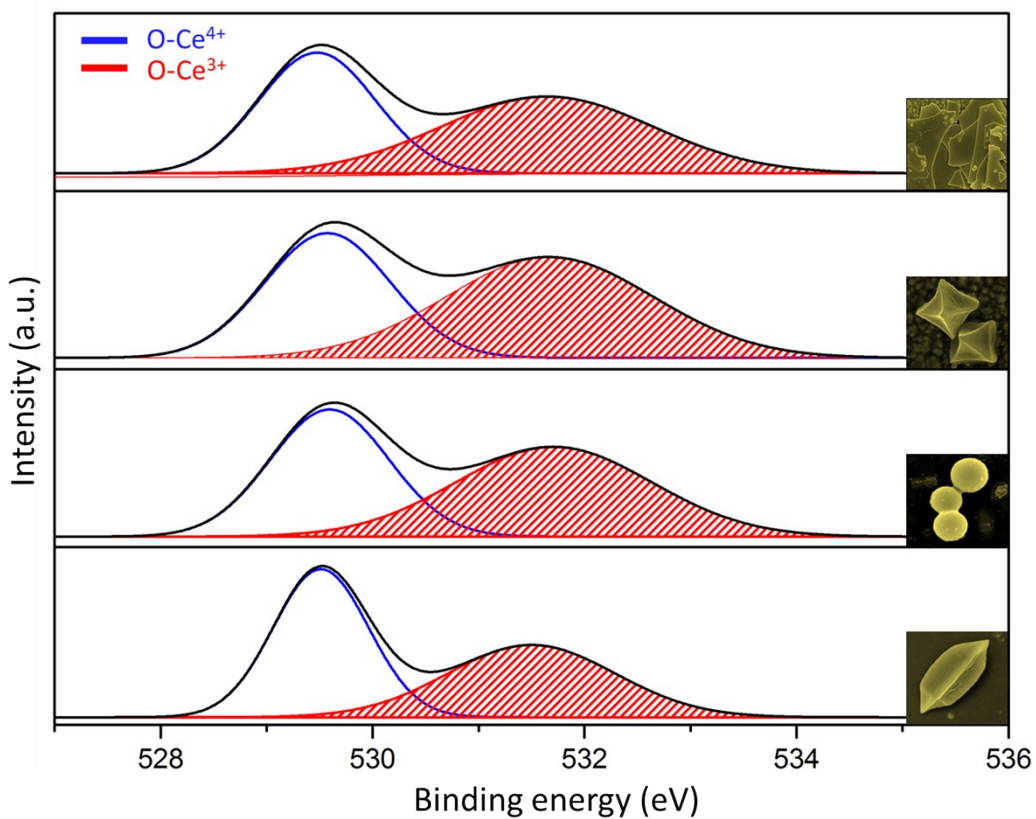 O-Ce⁴⁺
O-Ce³⁺
Intensity (a.u.)
528 530 532 534 536
Binding energy (eV)